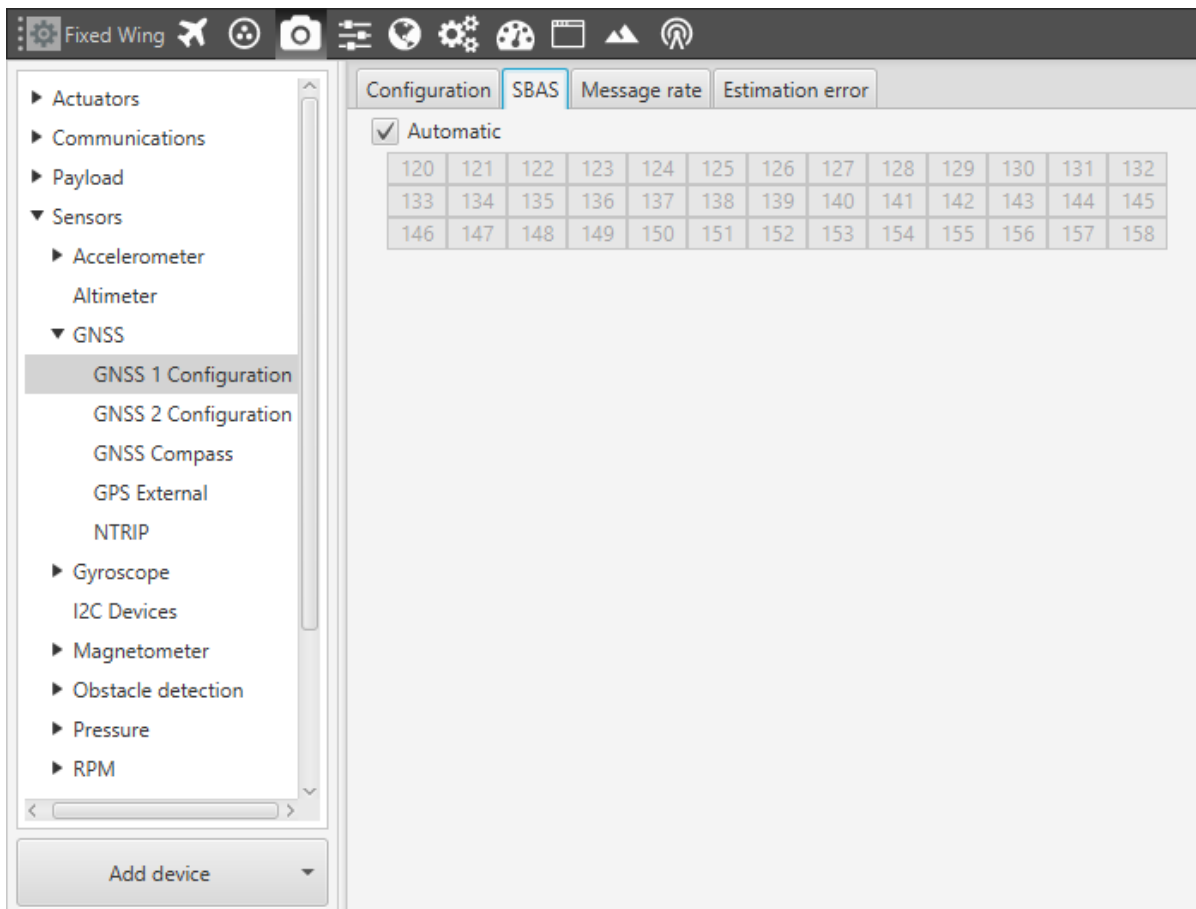 Fixed Wing
Actuators
Communications
Payload
Sensors
Accelerometer
Altimeter
GNSS
GNSS 1 Configuration
GNSS 2 Configuration
GNSS Compass
GPS External
NTRIP
Gyroscope
I2C Devices
Magnetometer
Obstacle detection
Pressure
RPM
Add device
Configuration SBAS Message rate Estimation error
Automatic
120 121 122 123 124 125 126 127 128 129 130 131 132
133 134 135 136 137 138 139 140 141 142 143 144 145
146 147 148 149 150 151 152 153 154 155 156 157 158